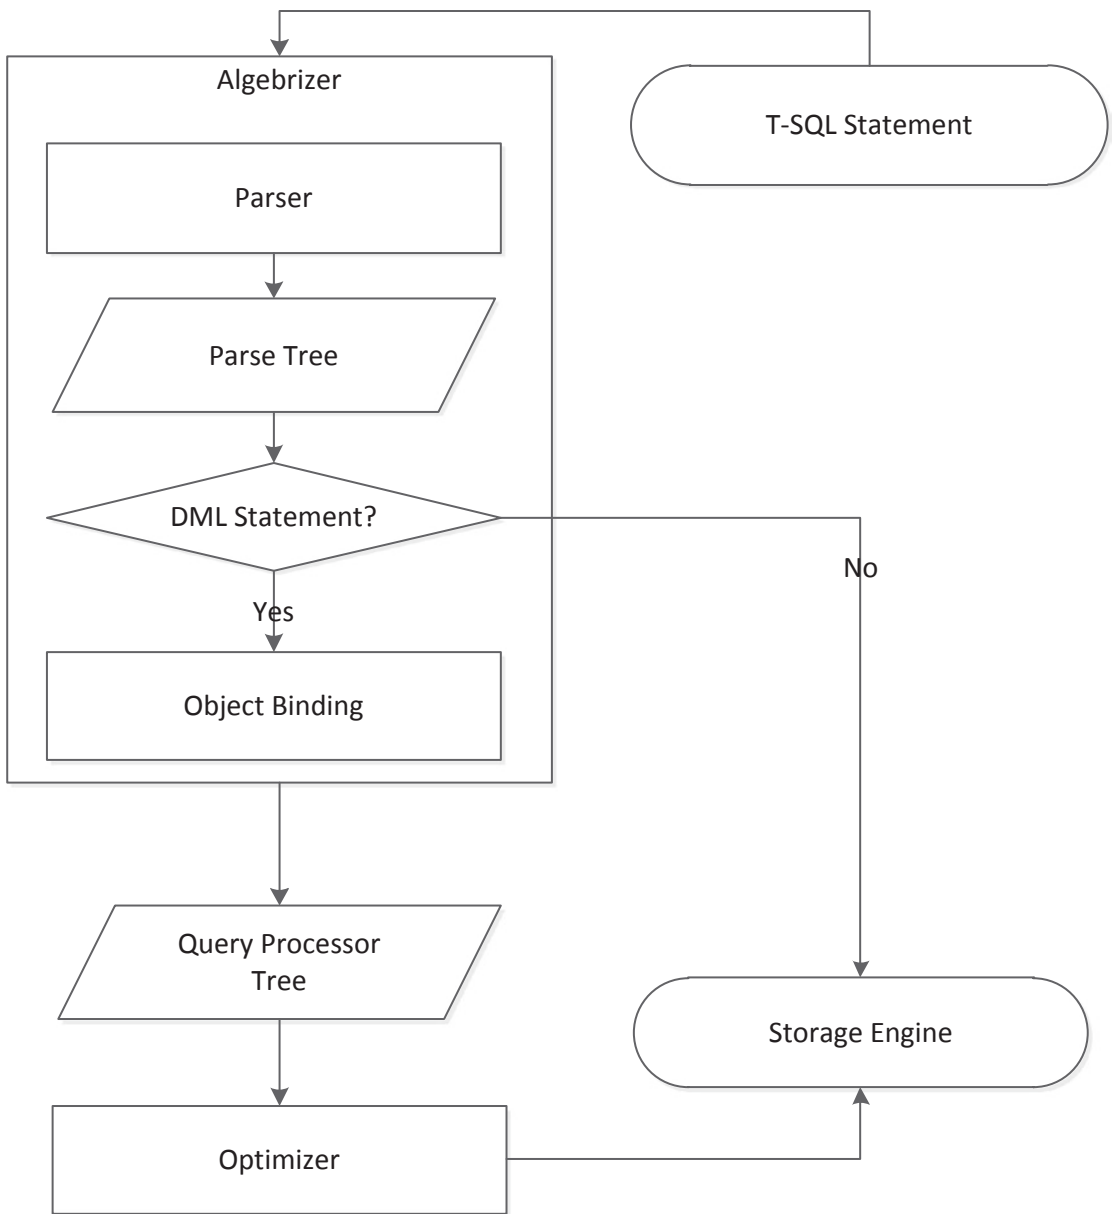 Algebrizer
T-SQL Statement
Parser
Parse Tree
DML Statement?
No
Yes
Object Binding
Query Processor
Tree
Storage Engine
Optimizer